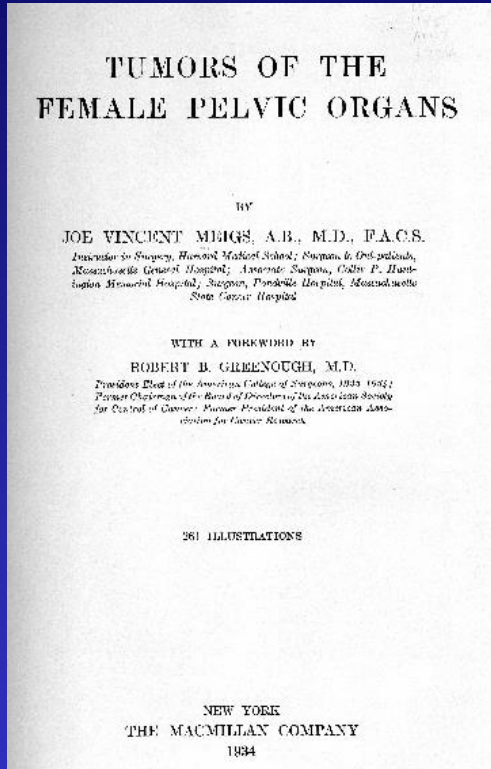 TUMORS OF THE
FEMALE PELVIC ORGANS
BY
JOE VINCENT MEIGS, A.B., M.D., F.A.C.S.
Instructor in Surgery, Harvard Medical School; Surgeon to Out-patients,
Massachusetts General Hospital; Associate Surgeon, Collis P. Hunt-
ington Memorial Hospital; Surgeon, Pondville Hospital, Massachusetts
State Cancer Hospital
WITH A FOREWORD BY
ROBERT B. GREENOUGH, M.D.
President Elect of the American College of Surgeons,
Former Chairman of the Board of Directors of the American Society
for Control of Cancer; Former President of the American Asso-
ciation for Cancer Research
261 ILLUSTRATIONS
NEW YORK
THE MACMILLAN COMPANY
1934